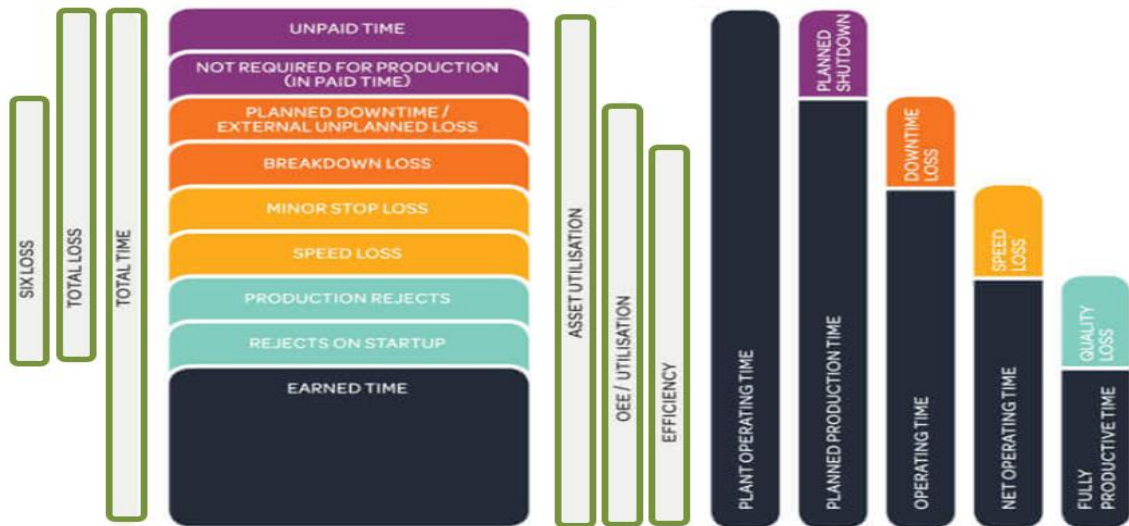 SIX LOSS
TOTAL LOSS
TOTAL TIME
UNPAID TIME
NOT REQUIRED FOR PRODUCTION
(IN PAID TIME)
PLANNED DOWNTIME /
EXTERNAL UNPLANNED LOSS
BREAKDOWN LOSS
MINOR STOP LOSS
SPEED LOSS
PRODUCTION REJECTS
REJECTS ON STARTUP
EARNED TIME
ASSET UTILISATION
OEE / UTILISATION
EFFICIENCY
PLANT OPERATING TIME
PLANNED
SHUTDOWN
PLANNED PRODUCTION TIME
DOWNTIME
LOSS
OPERATING TIME
SPEED
LOSS
NET OPERATING TIME
QUALITY
LOSS
FULLY
PRODUCTIVE TIME